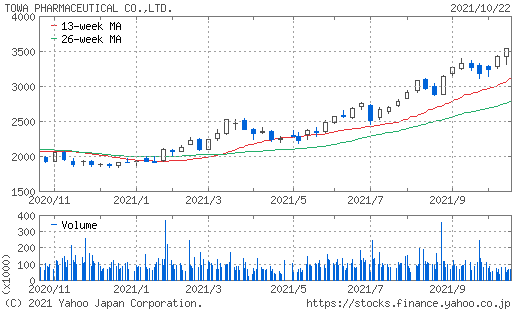 TOWA PHARMACEUTICAL CO.,LTD. 2021/10/22
4000
13-week MA
26-week MA
3500
3000
2500
2000
1500
2020/11 2021/1 2021/3 2021/5 2021/7 2021/9
400
Volume
300
200
100
0
(x1000)
2020/11 2021/1 2021/3 2021/5 2021/7 2021/9
(C) 2021 Yahoo Japan Corporation. https://stocks.finance.yahoo.co.jp/